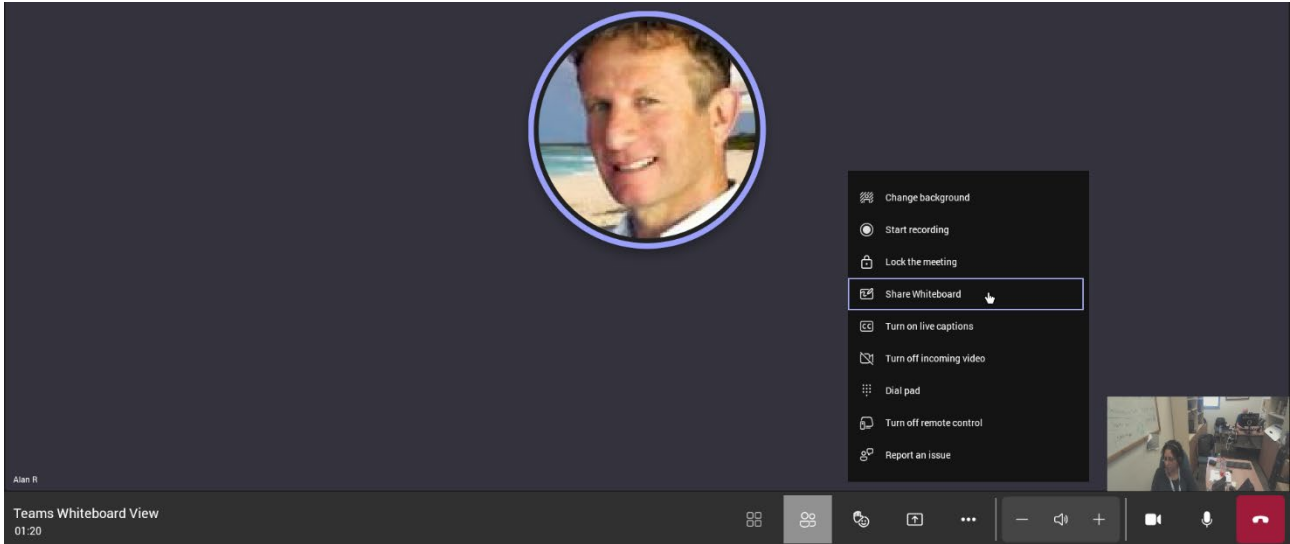 Change background
Start recording
Lock the meeting
Share Whiteboard
CC Turn on live captions
Turn off incoming video
Dial pad
Turn off remote control
Report an issue
Alan R
Teams Whiteboard View
01:20